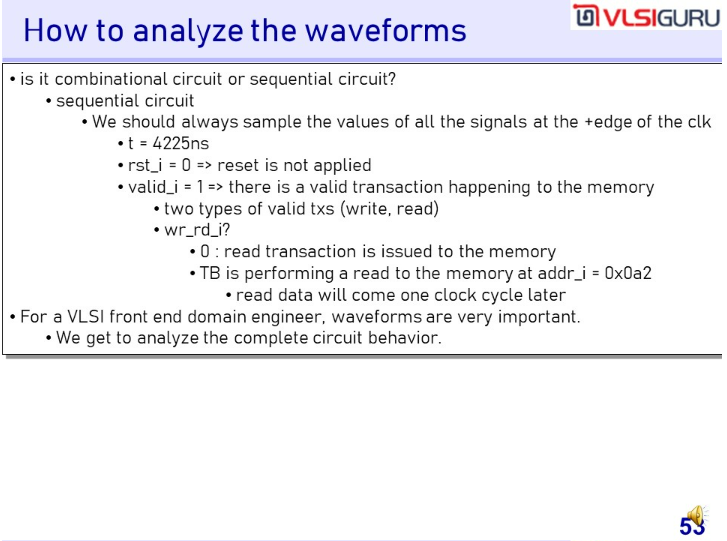 How to analyze the waveforms
VLSIGURU
• is it combinational circuit or sequential circuit?
• sequential circuit
• We should always sample the values of all the signals at the +edge of the clk
• t = 4225ns
• rst_i = 0 => reset is not applied
• valid_i = 1 => there is a valid transaction happening to the memory
• two types of valid txs (write, read)
• wr_rd_i?
• 0 : read transaction is issued to the memory
• TB is performing a read to the memory at addr_i = 0x0a2
• read data will come one clock cycle later
• For a VLSI front end domain engineer, waveforms are very important.
• We get to analyze the complete circuit behavior.
53